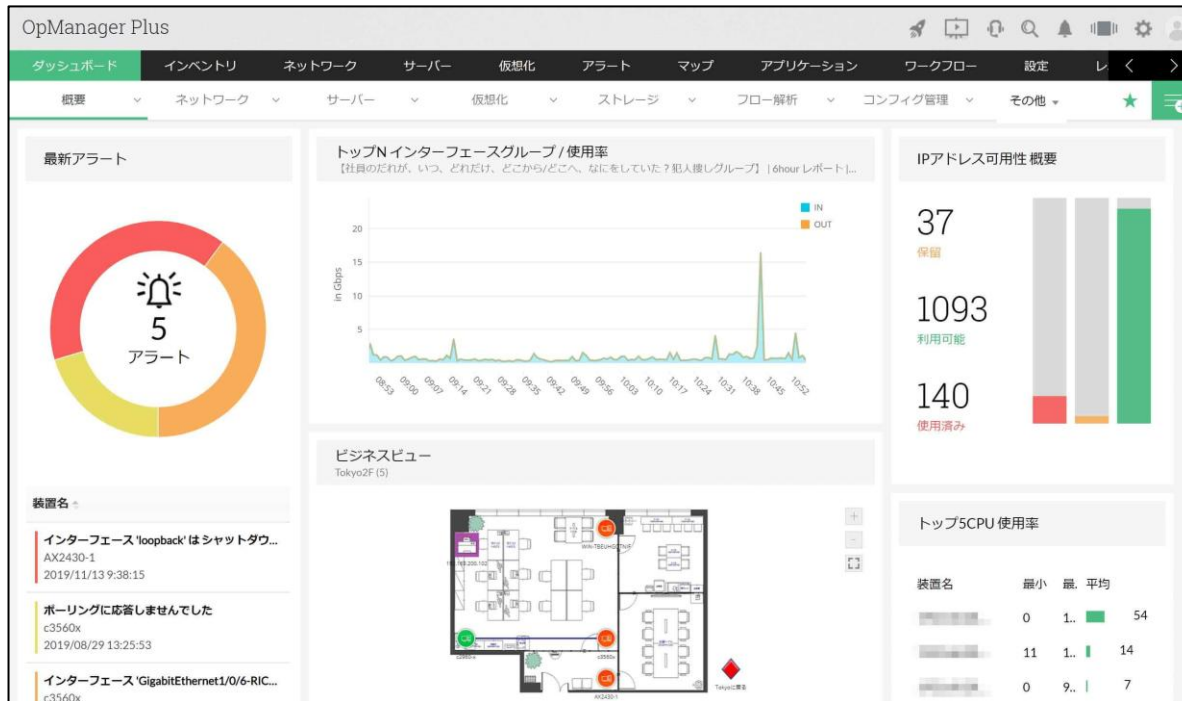 OpManager Plus
ダッシュボード インベントリ ネットワーク サーバー 仮想化 アラート マップ アプリケーション ワークフロー 設定 レ
概要 ネットワーク サーバー 仮想化 ストレージ フロー解析 コンフィグ管理 その他
最新アラート
5
アラート
装置名
インターフェース 'loopback' は シャットダウ...
AX2430-1
2019/11/13 9:38:15
ポーリングに応答しませんでした
c3560x
2019/08/29 13:25:53
インターフェース 'GigabitEthernet1/0/6-RIC...
c3560x
トップN インターフェースグループ / 使用率
【社員のだれが、いつ、どれだけ、どこから/どこへ、なにをしていた？犯人捜しグループ】 | 6hour レポート |...
IN
OUT
in Gbps
20
15
10
5
08:53 09:00 09:07 09:14 09:21 09:28 09:35 09:42 09:49 09:56 10:03 10:10 10:17 10:24 10:31 10:38 10:45 10:52
ビジネスビュー
Tokyo2F (5)
c3560x
AX2430-1
Tokyoに戻る
IPアドレス可用性 概要
37
保留
1093
利用可能
140
使用済み
トップ5CPU 使用率
装置名 最小 最. 平均
0 1.. 54
11 1.. 14
0 9.. 7